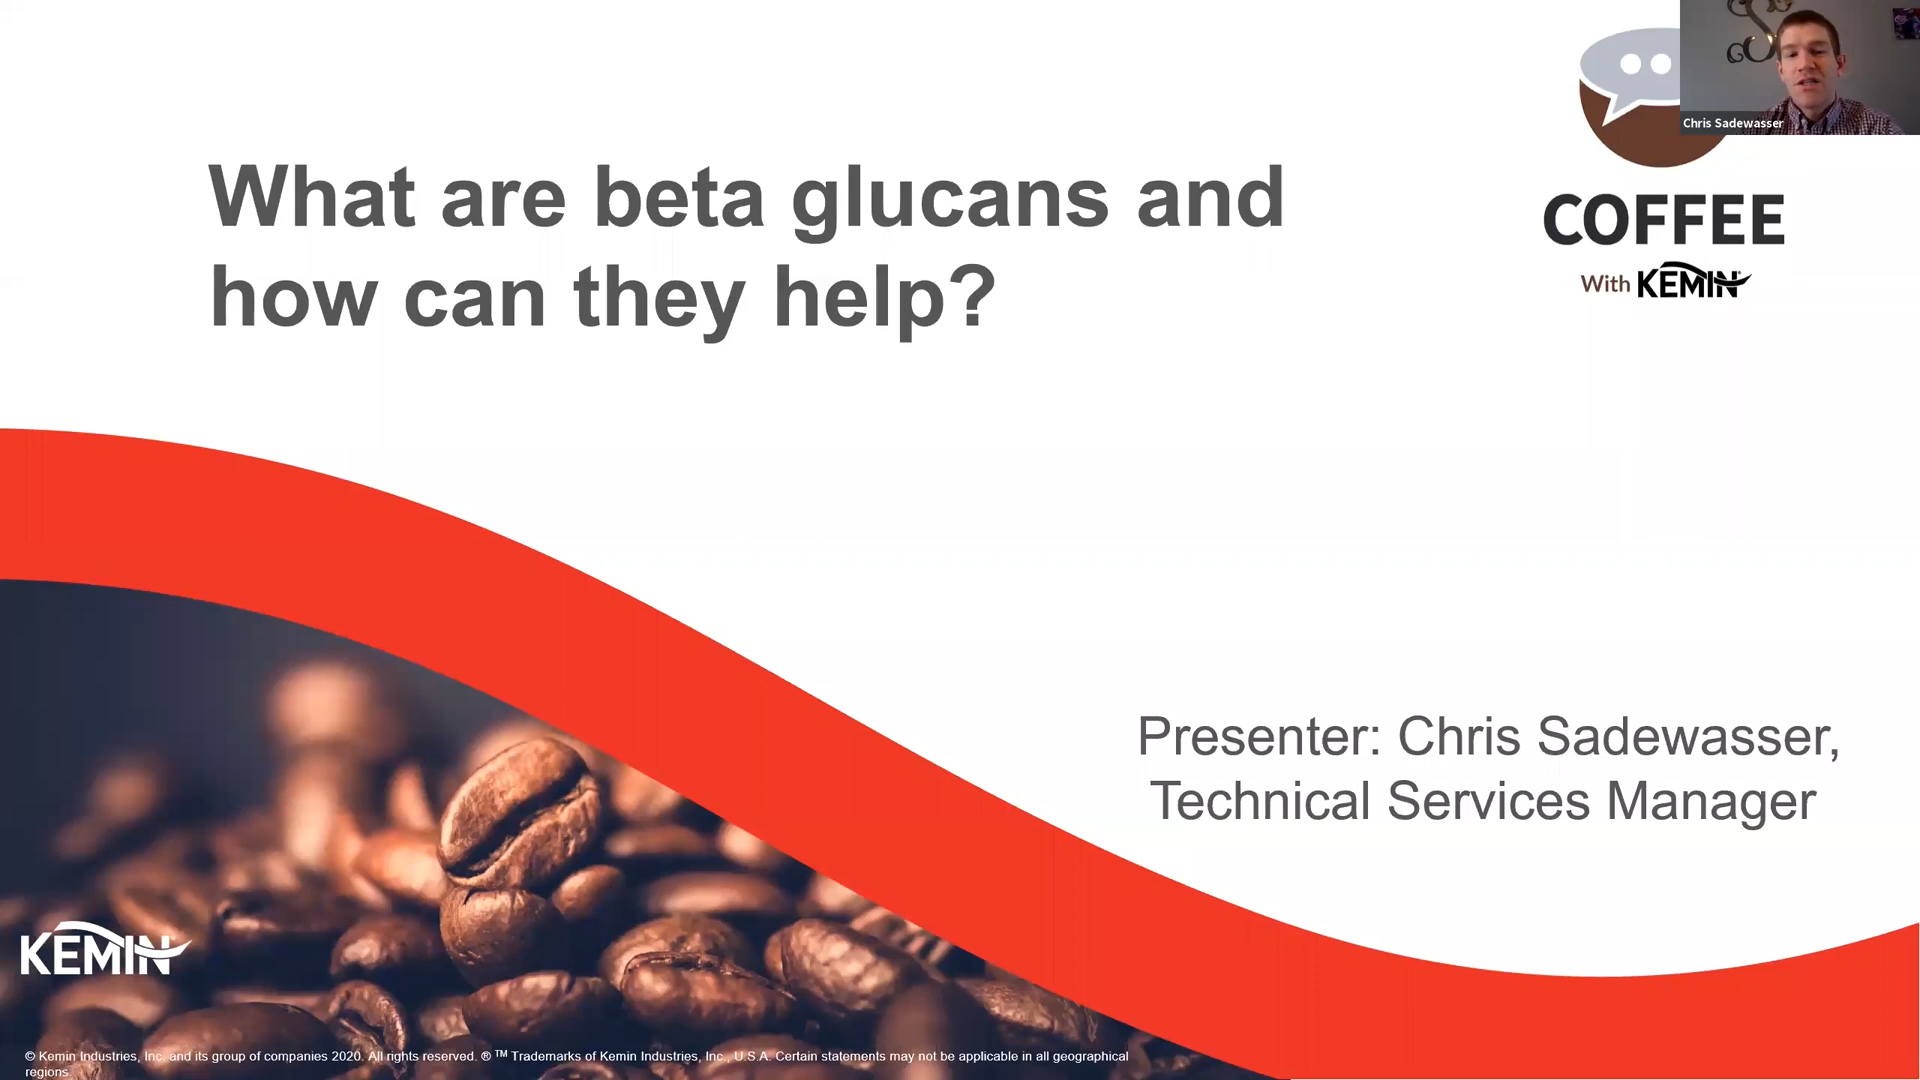 Chris Sadewasser
COFFEE
With KEMIN
What are beta glucans and
how can they help?
Presenter: Chris Sadewasser,
Technical Services Manager
KEMIN
© Kemin Industries, Inc. and its group of companies 2020. All rights reserved. ® ™ Trademarks of Kemin Industries, Inc., U.S.A. Certain statements may not be applicable in all geographical
regions.